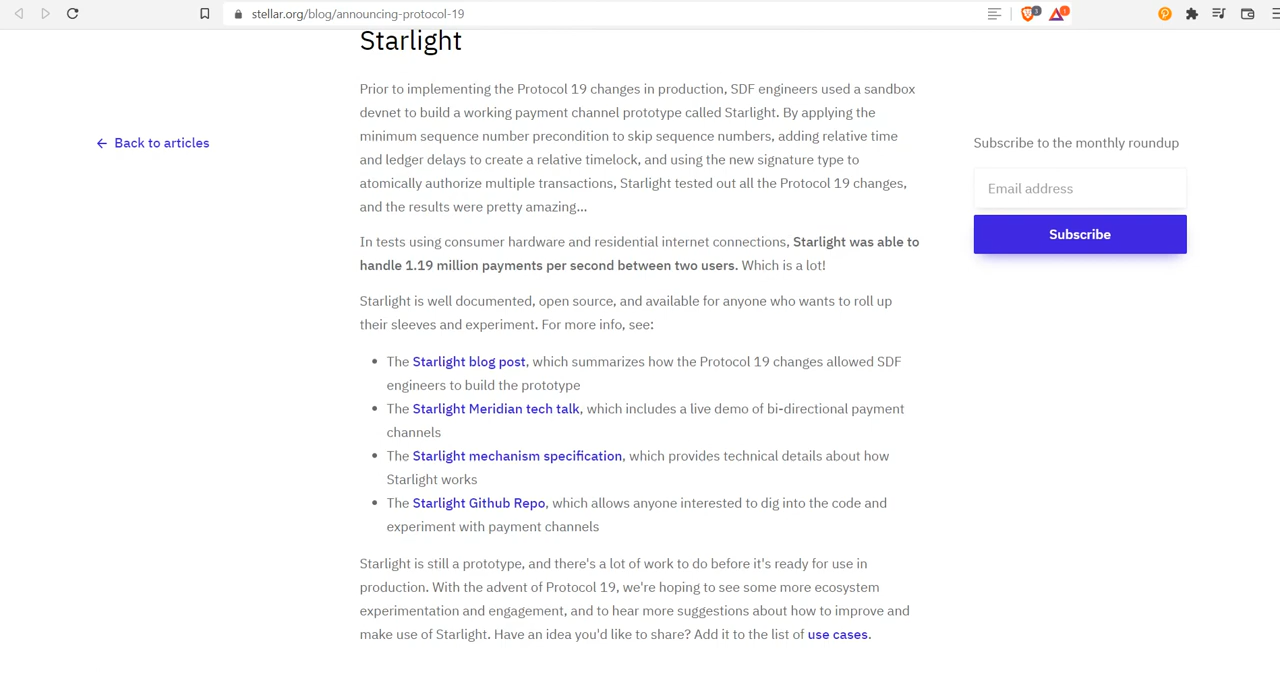 stellar.org/blog/announcing-protocol-19
3
1
Starlight
Prior to implementing the Protocol 19 changes in production, SDF engineers used a sandbox
devnet to build a working payment channel prototype called Starlight. By applying the
minimum sequence number precondition to skip sequence numbers, adding relative time
and ledger delays to create a relative timelock, and using the new signature type to
atomically authorize multiple transactions, Starlight tested out all the Protocol 19 changes,
and the results were pretty amazing...
← Back to articles
Subscribe to the monthly roundup
Email address
Subscribe
In tests using consumer hardware and residential internet connections, Starlight was able to
handle 1.19 million payments per second between two users. Which is a lot!
Starlight is well documented, open source, and available for anyone who wants to roll up
their sleeves and experiment. For more info, see:
• The Starlight blog post, which summarizes how the Protocol 19 changes allowed SDF
engineers to build the prototype
• The Starlight Meridian tech talk, which includes a live demo of bi-directional payment
channels
• The Starlight mechanism specification, which provides technical details about how
Starlight works
• The Starlight Github Repo, which allows anyone interested to dig into the code and
experiment with payment channels
Starlight is still a prototype, and there's a lot of work to do before it's ready for use in
production. With the advent of Protocol 19, we're hoping to see some more ecosystem
experimentation and engagement, and to hear more suggestions about how to improve and
make use of Starlight. Have an idea you'd like to share? Add it to the list of use cases.